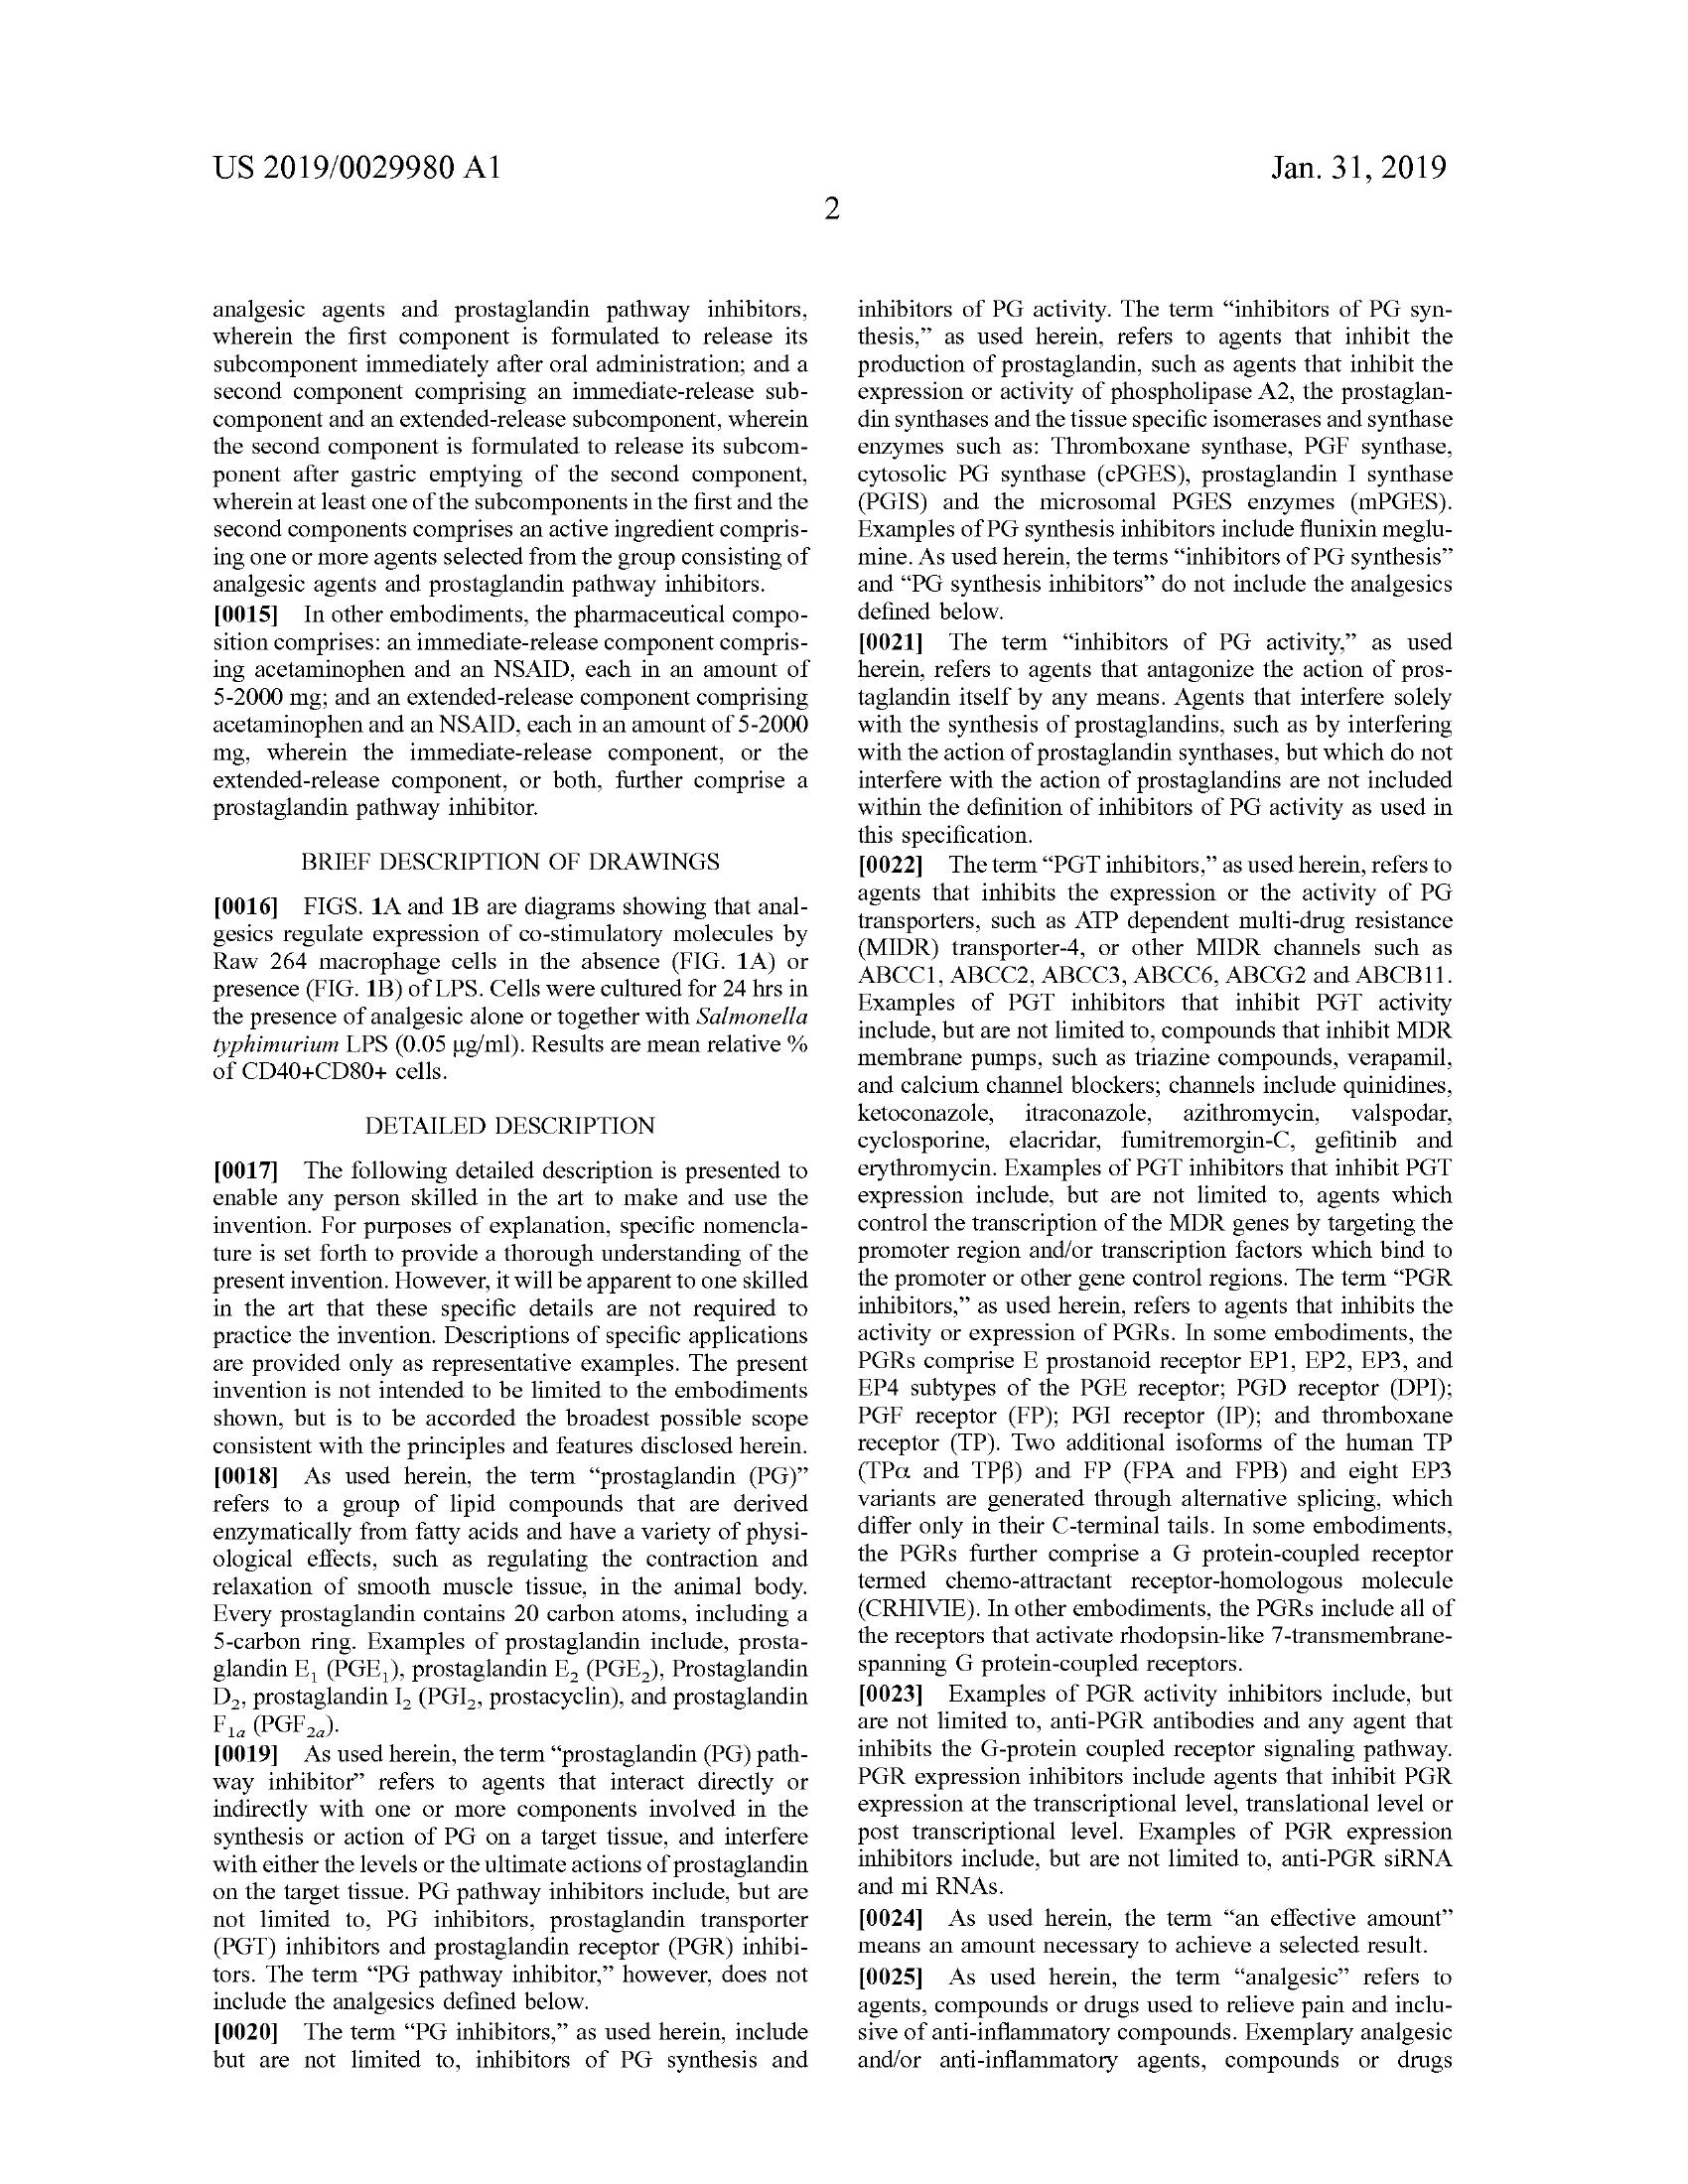 US 2019/0029980 A1
Jan. 31, 2019
2
analgesic agents and prostaglandin pathway inhibitors,
wherein the first component is formulated to release its
subcomponent immediately after oral administration; and a
second component comprising an immediate-release sub-
component and an extended-release subcomponent, wherein
the second component is formulated to release its subcom-
ponent after gastric emptying of the second component,
wherein at least one of the subcomponents in the first and the
second components comprises an active ingredient compris-
ing one or more agents selected from the group consisting of
analgesic agents and prostaglandin pathway inhibitors.
[0015] In other embodiments, the pharmaceutical compo-
sition comprises: an immediate-release component compris-
ing acetaminophen and an NSAID, each in an amount of
5-2000 mg; and an extended-release component comprising
acetaminophen and an NSAID, each in an amount of 5-2000
mg, wherein the immediate-release component, or the
extended-release component, or both, further comprise a
prostaglandin pathway inhibitor.
BRIEF DESCRIPTION OF DRAWINGS
[0016] FIGS. 1A and 1B are diagrams showing that anal-
gesics regulate expression of co-stimulatory molecules by
Raw 264 macrophage cells in the absence (FIG. 1A) or
presence (FIG. 1B) of LPS. Cells were cultured for 24 hrs in
the presence of analgesic alone or together with Salmonella
typhimurium LPS (0.05 μg/ml). Results are mean relative %
of CD40+CD80+ cells.
DETAILED DESCRIPTION
[0017] The following detailed description is presented to
enable any person skilled in the art to make and use the
invention. For purposes of explanation, specific nomencla-
ture is set forth to provide a thorough understanding of the
present invention. However, it will be apparent to one skilled
in the art that these specific details are not required to
practice the invention. Descriptions of specific applications
are provided only as representative examples. The present
invention is not intended to be limited to the embodiments
shown, but is to be accorded the broadest possible scope
consistent with the principles and features disclosed herein.
[0018] As used herein, the term “prostaglandin (PG)”
refers to a group of lipid compounds that are derived
enzymatically from fatty acids and have a variety of physi-
ological effects, such as regulating the contraction and
relaxation of smooth muscle tissue, in the animal body.
Every prostaglandin contains 20 carbon atoms, including a
5-carbon ring. Examples of prostaglandin include, prosta-
glandin E₁ (PGE₁), prostaglandin E₂ (PGE₂), Prostaglandin
D₂, prostaglandin I₂ (PGI₂, prostacyclin), and prostaglandin
F₁ₐ (PGF₂ₐ).
[0019] As used herein, the term “prostaglandin (PG) path-
way inhibitor” refers to agents that interact directly or
indirectly with one or more components involved in the
synthesis or action of PG on a target tissue, and interfere
with either the levels or the ultimate actions of prostaglandin
on the target tissue. PG pathway inhibitors include, but are
not limited to, PG inhibitors, prostaglandin transporter
(PGT) inhibitors and prostaglandin receptor (PGR) inhibi-
tors. The term “PG pathway inhibitor,” however, does not
include the analgesics defined below.
[0020] The term “PG inhibitors,” as used herein, include
but are not limited to, inhibitors of PG synthesis and
inhibitors of PG activity. The term “inhibitors of PG syn-
thesis,” as used herein, refers to agents that inhibit the
production of prostaglandin, such as agents that inhibit the
expression or activity of phospholipase A2, the prostaglan-
din synthases and the tissue specific isomerases and synthase
enzymes such as: Thromboxane synthase, PGF synthase,
cytosolic PG synthase (cPGES), prostaglandin I synthase
(PGIS) and the microsomal PGES enzymes (mPGES).
Examples of PG synthesis inhibitors include flunixin meglu-
mine. As used herein, the terms “inhibitors of PG synthesis”
and “PG synthesis inhibitors” do not include the analgesics
defined below.
[0021] The term “inhibitors of PG activity,” as used
herein, refers to agents that antagonize the action of pros-
taglandin itself by any means. Agents that interfere solely
with the synthesis of prostaglandins, such as by interfering
with the action of prostaglandin synthases, but which do not
interfere with the action of prostaglandins are not included
within the definition of inhibitors of PG activity as used in
this specification.
[0022] The term “PGT inhibitors,” as used herein, refers to
agents that inhibits the expression or the activity of PG
transporters, such as ATP dependent multi-drug resistance
(MIDR) transporter-4, or other MIDR channels such as
ABCC1, ABCC2, ABCC3, ABCC6, ABCG2 and ABCB11.
Examples of PGT inhibitors that inhibit PGT activity
include, but are not limited to, compounds that inhibit MDR
membrane pumps, such as triazine compounds, verapamil,
and calcium channel blockers; channels include quinidines,
ketoconazole, itraconazole, azithromycin, valspodar,
cyclosporine, elacridar, fumitremorgin-C, gefitinib and
erythromycin. Examples of PGT inhibitors that inhibit PGT
expression include, but are not limited to, agents which
control the transcription of the MDR genes by targeting the
promoter region and/or transcription factors which bind to
the promoter or other gene control regions. The term “PGR
inhibitors,” as used herein, refers to agents that inhibits the
activity or expression of PGRs. In some embodiments, the
PGRs comprise E prostanoid receptor EP1, EP2, EP3, and
EP4 subtypes of the PGE receptor; PGD receptor (DPI);
PGF receptor (FP); PGI receptor (IP); and thromboxane
receptor (TP). Two additional isoforms of the human TP
(TPα and TPβ) and FP (FPA and FPB) and eight EP3
variants are generated through alternative splicing, which
differ only in their C-terminal tails. In some embodiments,
the PGRs further comprise a G protein-coupled receptor
termed chemo-attractant receptor-homologous molecule
(CRHIVIE). In other embodiments, the PGRs include all of
the receptors that activate rhodopsin-like 7-transmembrane-
spanning G protein-coupled receptors.
[0023] Examples of PGR activity inhibitors include, but
are not limited to, anti-PGR antibodies and any agent that
inhibits the G-protein coupled receptor signaling pathway.
PGR expression inhibitors include agents that inhibit PGR
expression at the transcriptional level, translational level or
post transcriptional level. Examples of PGR expression
inhibitors include, but are not limited to, anti-PGR siRNA
and mi RNAs.
[0024] As used herein, the term “an effective amount”
means an amount necessary to achieve a selected result.
[0025] As used herein, the term “analgesic” refers to
agents, compounds or drugs used to relieve pain and inclu-
sive of anti-inflammatory compounds. Exemplary analgesic
and/or anti-inflammatory agents, compounds or drugs